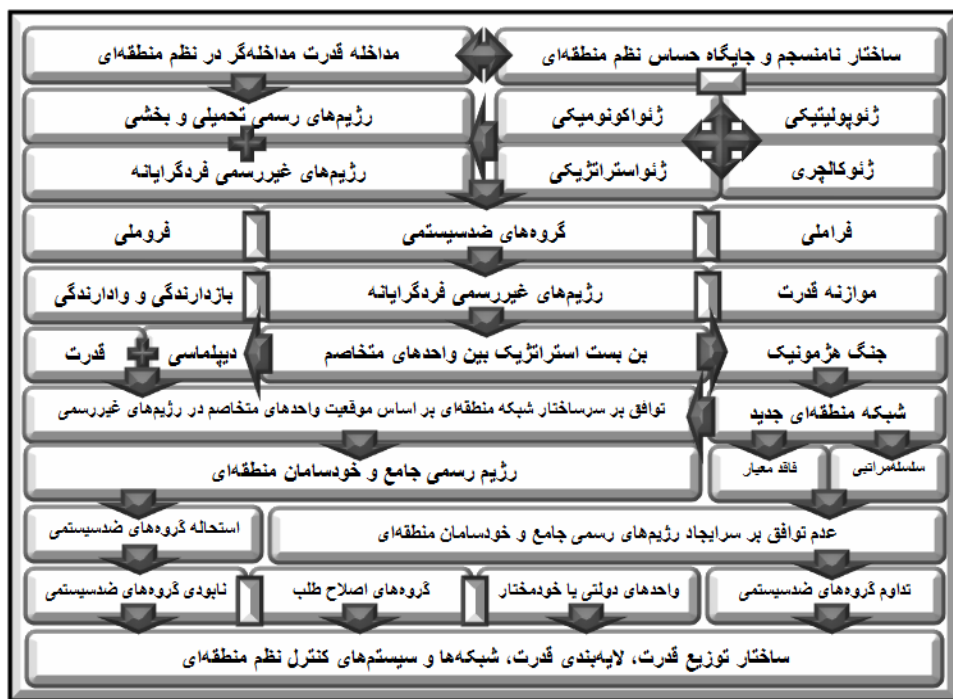 ساختار نامنسجم و جایگاه حساس نظم منطقه‌ای
مداخله قدرت مداخله‌گر در نظم منطقه‌ای
ژئوپولیتیکی
ژئواکونومیکی
رژیم‌های رسمی تحمیلی و بخشی
ژئوکالچری
ژئواستراتژیکی
رژیم‌های غیررسمی فردگرایانه
فراملی
گروه‌های ضدسیستمی
فروملی
موازنه قدرت
رژیم‌های غیررسمی فردگرایانه
بازدارندگی و وادارندگی
جنگ هژمونیک
بن بست استراتژیک بین واحدهای متخاصم
دیپلماسی
قدرت
شبکه منطقه‌ای جدید
توافق بر سرساختار شبکه منطقه‌ای بر اساس موقعیت واحدهای متخاصم در رژیم‌های غیررسمی
سلسله‌مراتبی
فاقد معیار
رژیم رسمی جامع و خودسامان منطقه‌ای
عدم توافق بر سرایجاد رژیم‌های رسمی جامع و خودسامان منطقه‌ای
استحاله گروه‌های ضدسیستمی
تداوم گروه‌های ضدسیستمی
واحدهای دولتی یا خودمختار
گروه‌های اصلاح طلب
نابودی گروه‌های ضدسیستمی
ساختار توزیع قدرت، لایه‌بندی قدرت، شبکه‌ها و سیستم‌های کنترل نظم منطقه‌ای